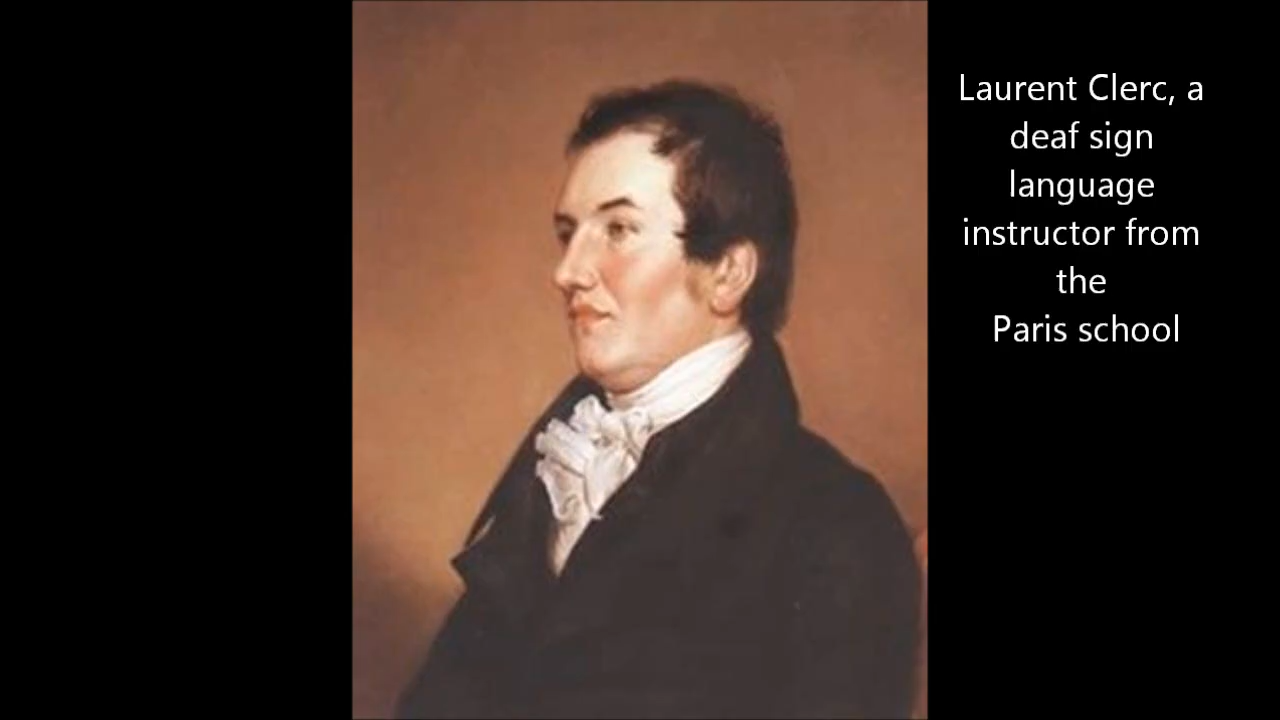 Laurent Clerc, a
deaf sign
language
instructor from
the
Paris school